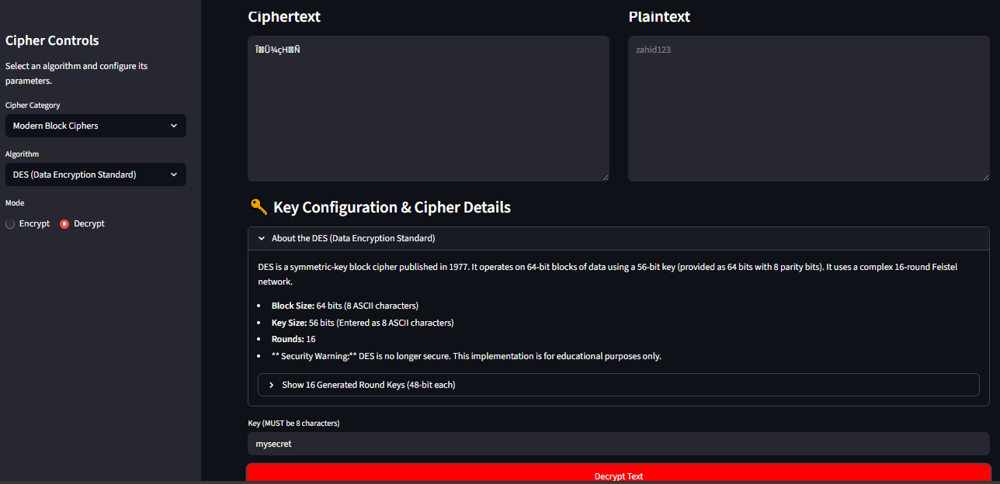 Cipher Controls
Select an algorithm and configure its
parameters.
Cipher Category
Modern Block Ciphers
Algorithm
DES (Data Encryption Standard)
Mode
Encrypt Decrypt
Ciphertext
Plaintext
zahid123
🔑 Key Configuration & Cipher Details
About the DES (Data Encryption Standard)
DES is a symmetric-key block cipher published in 1977. It operates on 64-bit blocks of data using a 56-bit key (provided as 64 bits with 8 parity bits). It uses a complex 16-round Feistel
network.
• Block Size: 64 bits (8 ASCII characters)
• Key Size: 56 bits (Entered as 8 ASCII characters)
• Rounds: 16
• ** Security Warning:** DES is no longer secure. This implementation is for educational purposes only.
Show 16 Generated Round Keys (48-bit each)
Key (MUST be 8 characters)
mysecret
Decrypt Text